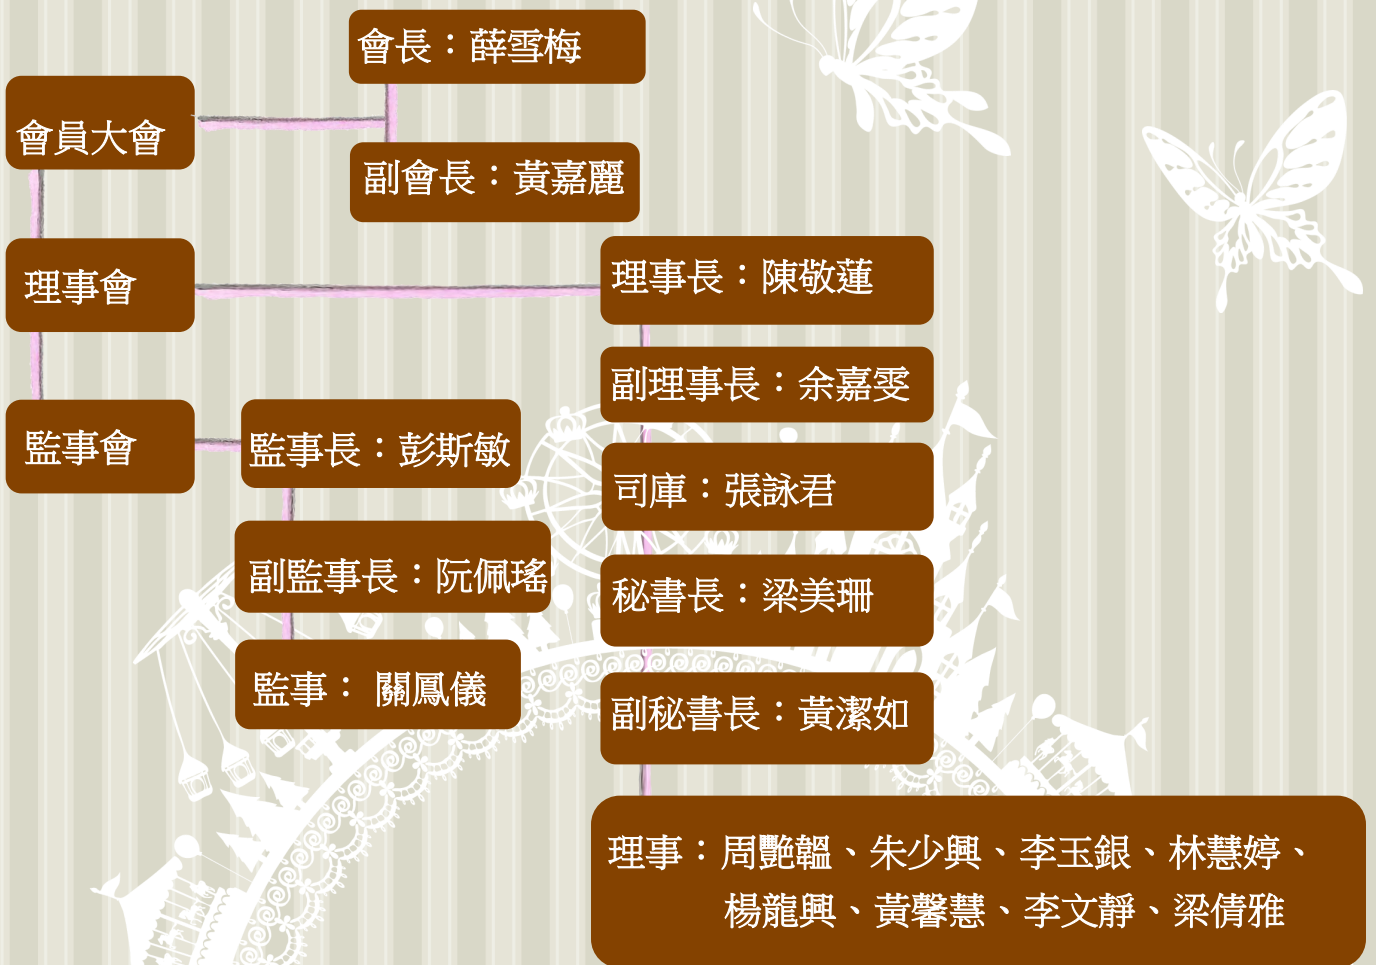 會長：薛雪梅
會員大會
副會長：黃嘉麗
理事會
理事長：陳敬蓮
副理事長：余嘉雯
監事會
監事長：彭斯敏
司庫：張詠君
副監事長：阮佩瑤
秘書長：梁美珊
監事： 關鳳儀
副秘書長：黃潔如
理事：周艷韞、朱少興、李玉銀、林慧婷、
楊龍興、黃馨慧、李文靜、梁倩雅